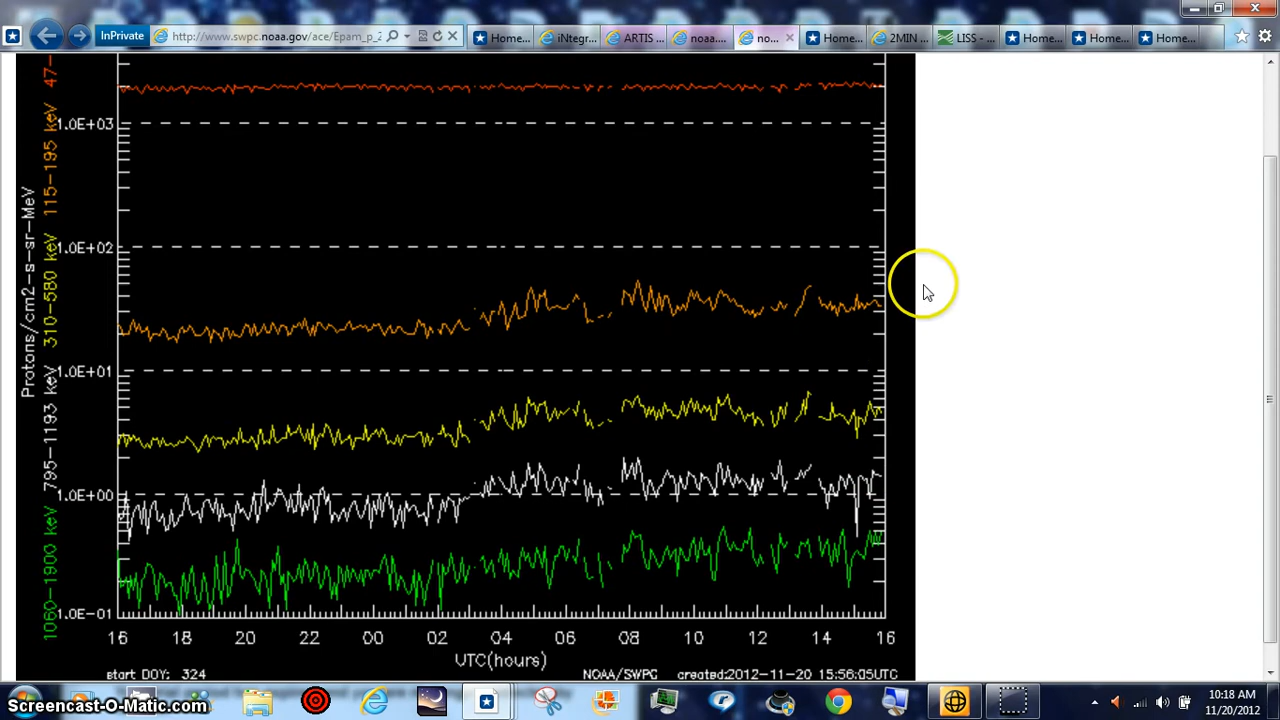 InPrivate
http://www.swpc.noaa.gov/ace/Epam_p_2
Home...
iNtegr...
ARTIS ...
noaa....
no...
Home...
2MIN ...
LISS - ...
Home...
Home...
Home...
Protons/cm2-s-sr-MeV
1060-1900 keV 795-1193 keV 310-580 keV 115-195 keV 47-
1.0E+03
1.0E+02
1.0E+01
1.0E+00
1.0E-01
16 18 20 22 00 02 04 06 08 10 12 14 16
UTC(hours)
start DOY: 324 NOAA/SWPC created:2012-11-20 15:56:05UTC
Screencast-O-Matic.com
10:18 AM
11/20/2012